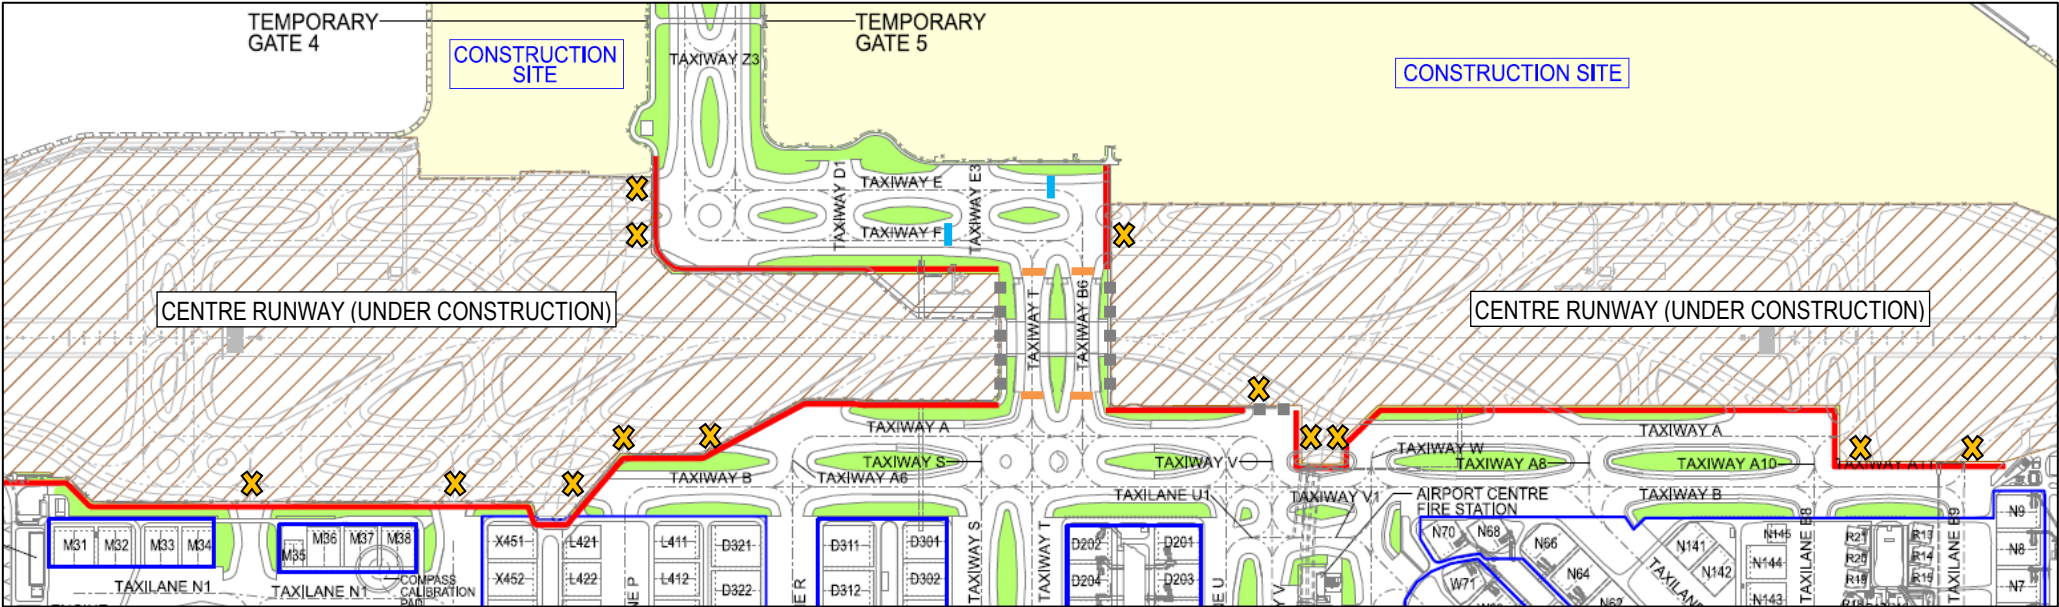 TEMPORARY
GATE 4
CONSTRUCTION
SITE
TEMPORARY
GATE 5
TAXIWAY Z3
CONSTRUCTION SITE
TAXIWAY D1
TAXIWAY E
TAXIWAY E3
TAXIWAY F
CENTRE RUNWAY (UNDER CONSTRUCTION)
TAXIWAY T
TAXIWAY B6
CENTRE RUNWAY (UNDER CONSTRUCTION)
TAXIWAY A
TAXIWAY A
TAXIWAY S
TAXIWAY V
TAXIWAY W
TAXIWAY A8
TAXIWAY A10
TAXIWAY A11
TAXIWAY B
TAXIWAY A6
TAXILANE U1
TAXIWAY V1
AIRPORT CENTRE
FIRE STATION
TAXIWAY B
M31
M32
M33
M34
M35
M36
M37
M38
X451
L421
L411
D321
D311
D301
D202
D201
N70
N68
N66
N141
N145
R21
R13
N9
X452
L422
L412
D322
D312
D302
D204
D203
W71
N64
N142
N144
R20
R14
N8
R19
R15
N7
N143
N62
TAXILANE N1
TAXILANE N1
COMPASS
CALIBRATION
PAD
NE P
NE R
TAXIWAY S
TAXIWAY T
NE U
TAXILAN
TAXILANE B8
TAXILANE B9